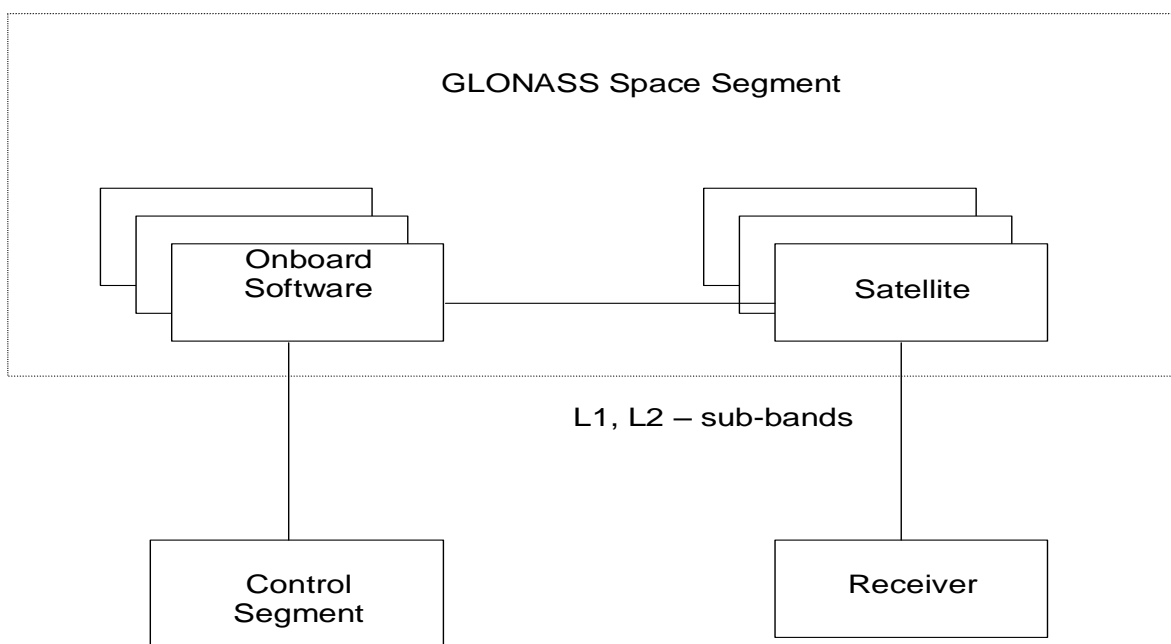 GLONASS Space Segment
Onboard
Software
Satellite
L1, L2 – sub-bands
Control
Segment
Receiver